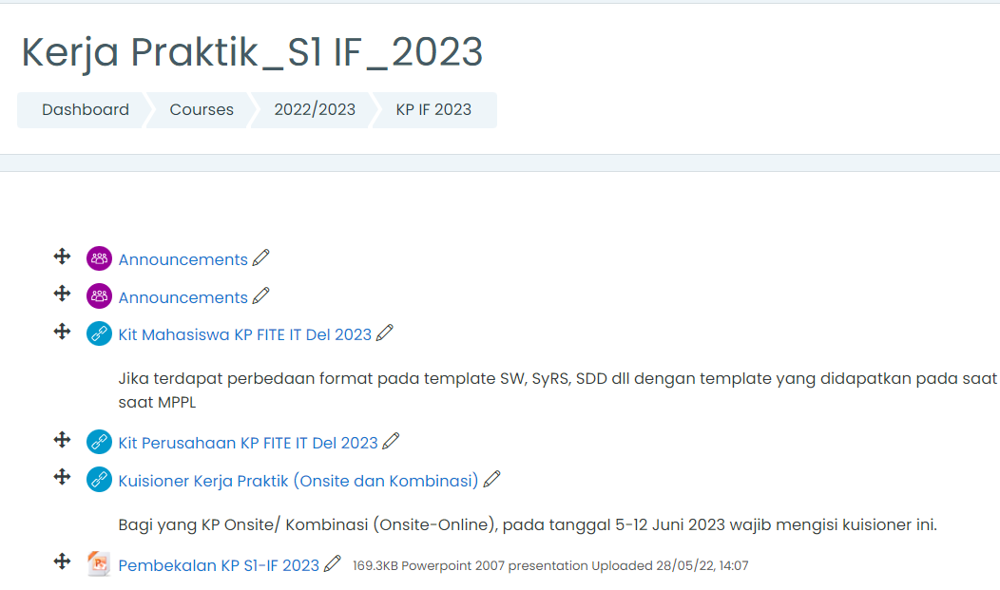 Kerja Praktik_S1 IF_2023
Dashboard Courses 2022/2023 KP IF 2023
Announcements
Announcements
Kit Mahasiswa KP FITE IT Del 2023
Jika terdapat perbedaan format pada template SW, SyRS, SDD dll dengan template yang didapatkan pada saat
saat MPPL
Kit Perusahaan KP FITE IT Del 2023
Kuisioner Kerja Praktik (Onsite dan Kombinasi)
Bagi yang KP Onsite/ Kombinasi (Onsite-Online), pada tanggal 5-12 Juni 2023 wajib mengisi kuisioner ini.
Pembekalan KP S1-IF 2023 169.3KB Powerpoint 2007 presentation Uploaded 28/05/22, 14:07